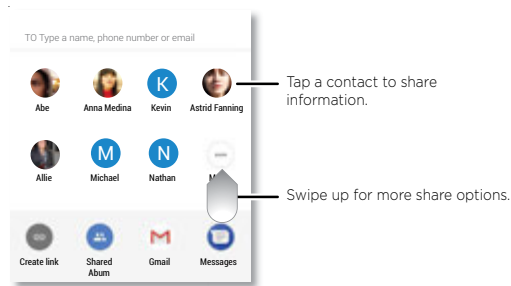 TO Type a name, phone number or email
K
Abe Anna Medina Kevin Astrid Fanning
Tap a contact to share
information.
M N
Allie Michael Nathan
Swipe up for more share options.
Create link Shared Gmail Messages
Abum